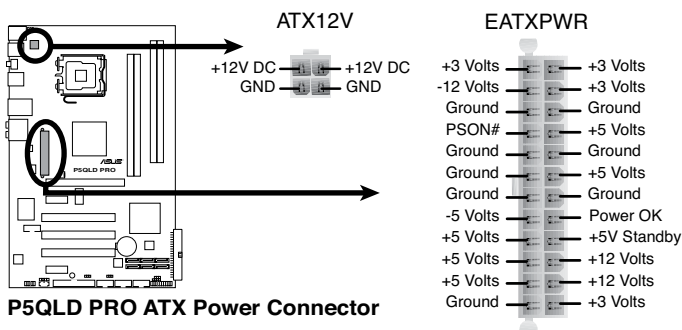 ATX12V
EATXPWR
+12V DC +12V DC
GND GND
+3 Volts +3 Volts
-12 Volts +3 Volts
Ground Ground
PSON# +5 Volts
Ground Ground
Ground +5 Volts
Ground Ground
-5 Volts Power OK
+5 Volts +5V Standby
+5 Volts +12 Volts
+5 Volts +12 Volts
Ground +3 Volts
ASUS
P5QLD PRO
P5QLD PRO ATX Power Connector